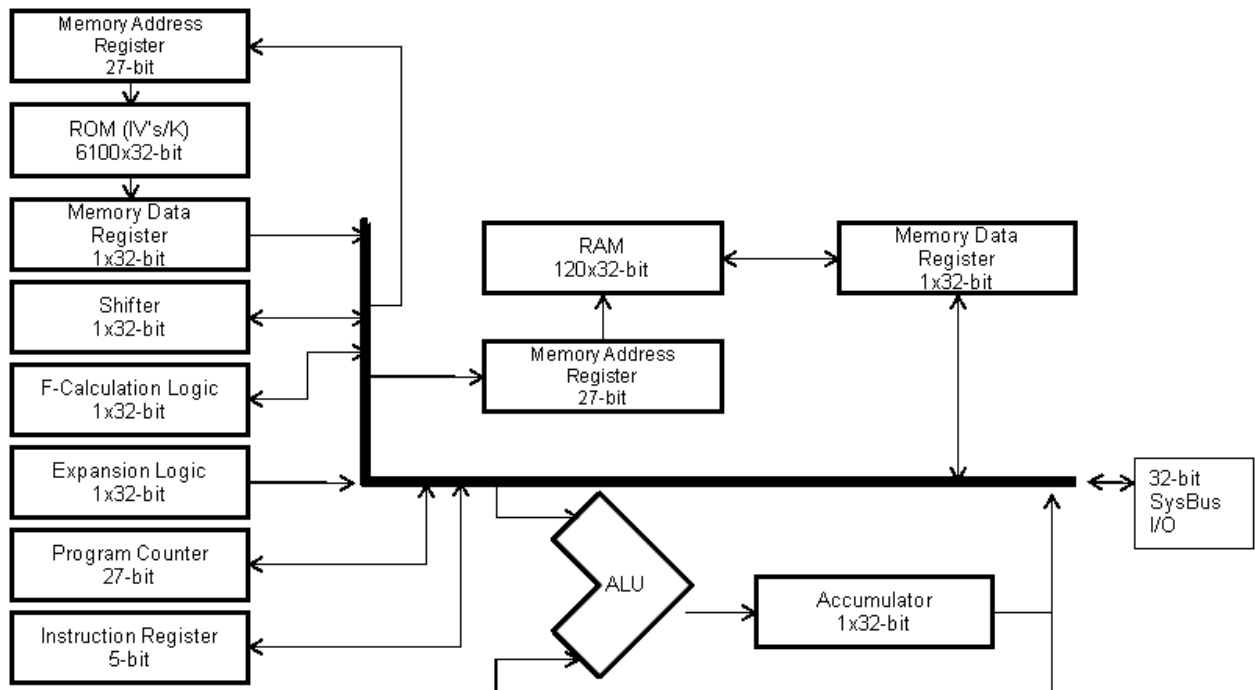 Memory Address
Register
27-bit
ROM (IV's/K)
6100x32-bit
Memory Data
Register
1x32-bit
Shifter
1x32-bit
F-Calculation Logic
1x32-bit
Expansion Logic
1x32-bit
Program Counter
27-bit
Instruction Register
5-bit
RAM
120x32-bit
Memory Data
Register
1x32-bit
Memory Address
Register
27-bit
ALU
Accumulator
1x32-bit
32-bit
SysBus
I/O